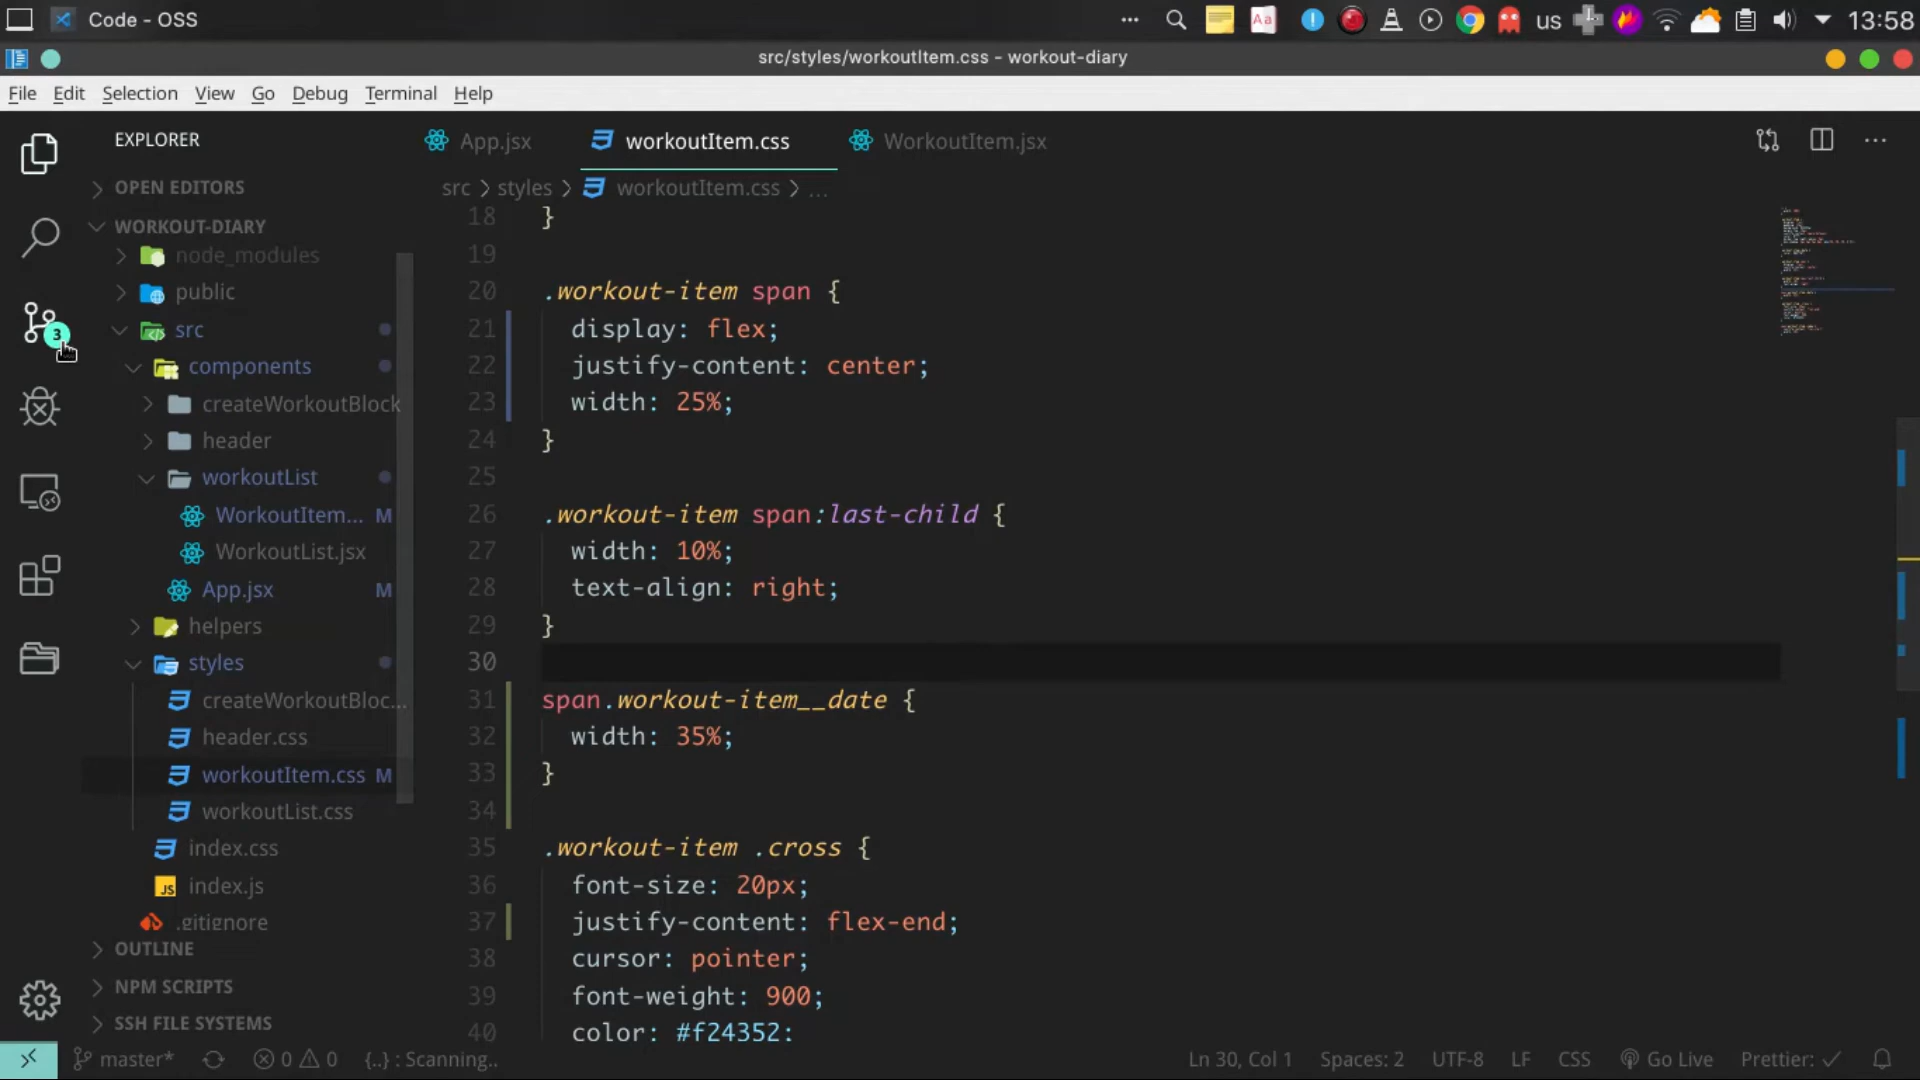 Code - OSS
Aa
us
13:58
src/styles/workoutItem.css - workout-diary
File Edit Selection View Go Debug Terminal Help
EXPLORER
App.jsx
workoutItem.css
WorkoutItem.jsx
OPEN EDITORS
src > styles > workoutItem.css > ...
WORKOUT-DIARY
node_modules
public
3
src
components
createWorkoutBlock
header
workoutList
WorkoutItem... M
WorkoutList.jsx
App.jsx M
helpers
styles
createWorkoutBloc...
header.css
workoutItem.css M
workoutList.css
index.css
JS index.js
.gitignore
OUTLINE
NPM SCRIPTS
SSH FILE SYSTEMS
18 }
19
20 .workout-item span {
21 display: flex;
22 justify-content: center;
23 width: 25%;
24 }
25
26 .workout-item span:last-child {
27 width: 10%;
28 text-align: right;
29 }
30
31 span.workout-item__date {
32 width: 35%;
33 }
34
35 .workout-item .cross {
36 font-size: 20px;
37 justify-content: flex-end;
38 cursor: pointer;
39 font-weight: 900;
40 color: #f24352;
master* 0 0 {..} : Scanning.. Ln 30, Col 1 Spaces: 2 UTF-8 LF CSS Go Live Prettier: ✓